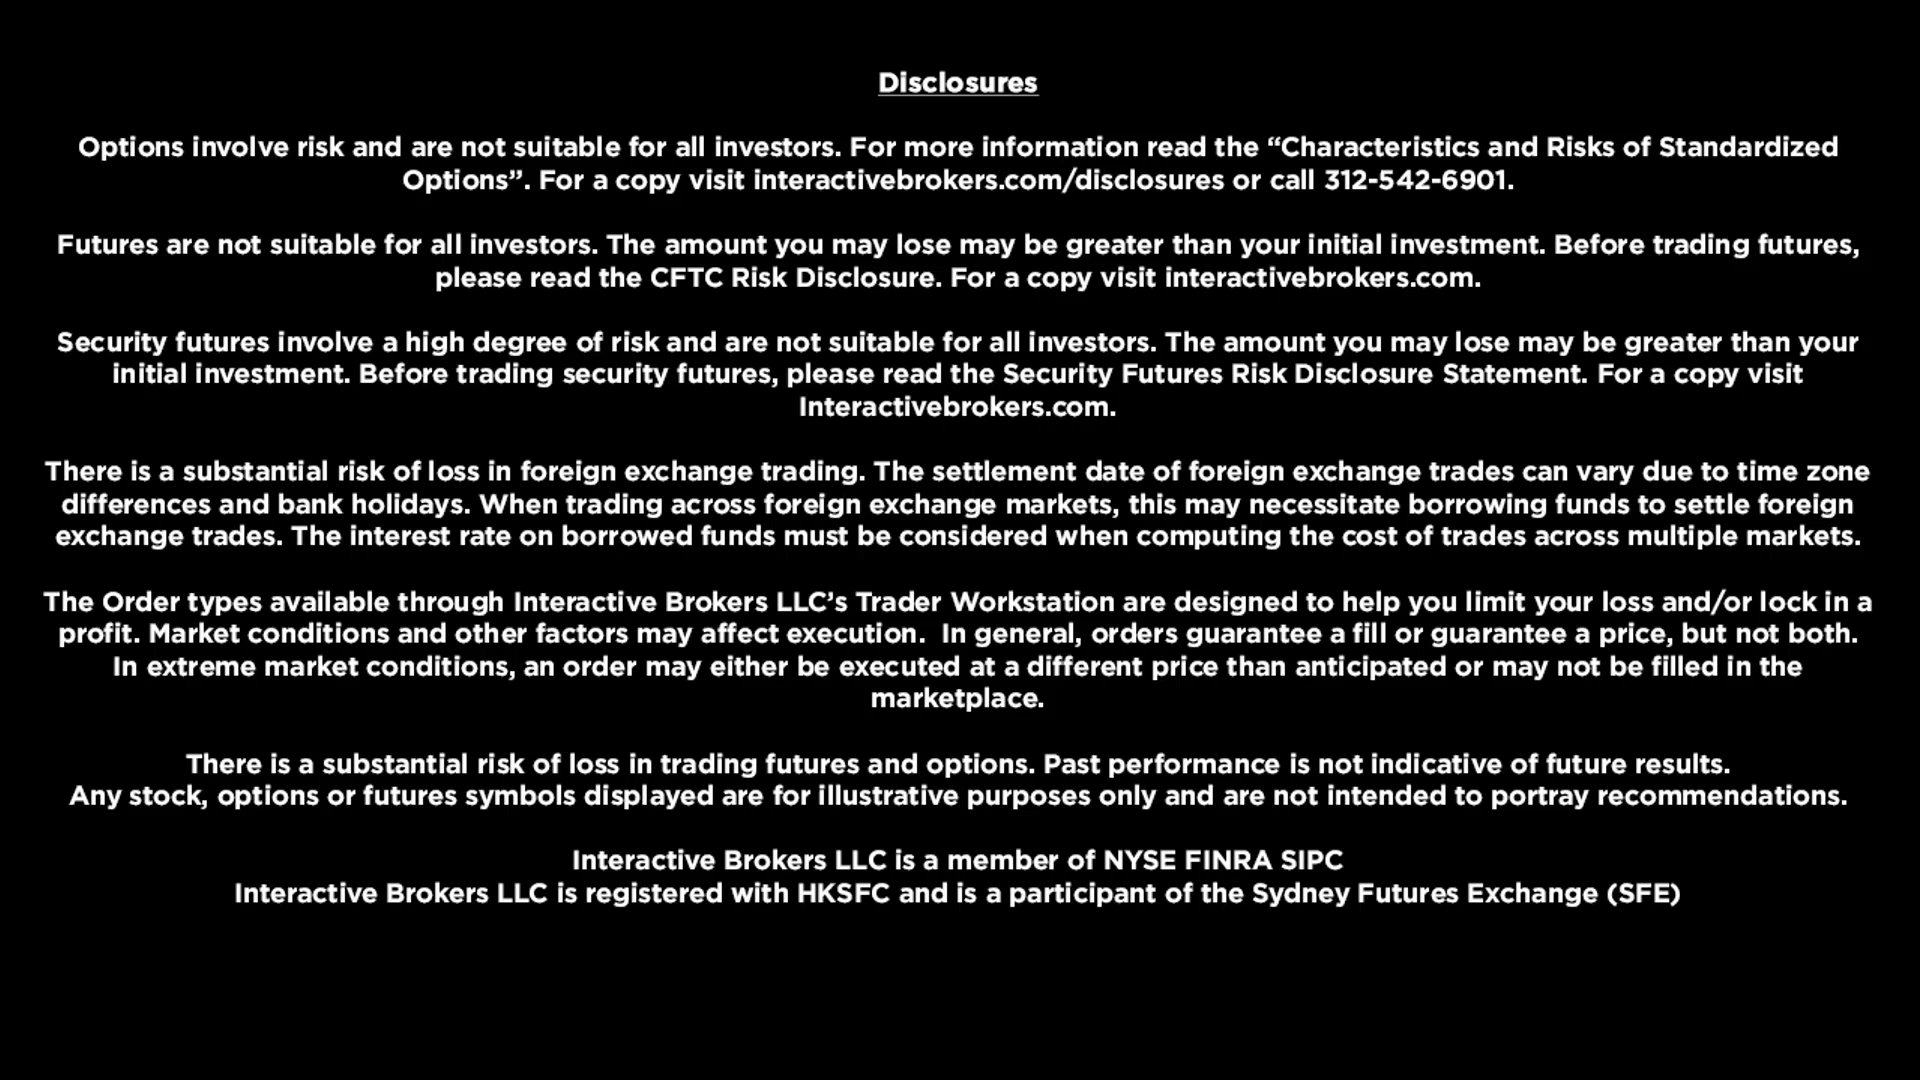 Disclosures
Options involve risk and are not suitable for all investors. For more information read the “Characteristics and Risks of Standardized
Options”. For a copy visit interactivebrokers.com/disclosures or call 312-542-6901.
Futures are not suitable for all investors. The amount you may lose may be greater than your initial investment. Before trading futures,
please read the CFTC Risk Disclosure. For a copy visit interactivebrokers.com.
Security futures involve a high degree of risk and are not suitable for all investors. The amount you may lose may be greater than your
initial investment. Before trading security futures, please read the Security Futures Risk Disclosure Statement. For a copy visit
Interactivebrokers.com.
There is a substantial risk of loss in foreign exchange trading. The settlement date of foreign exchange trades can vary due to time zone
differences and bank holidays. When trading across foreign exchange markets, this may necessitate borrowing funds to settle foreign
exchange trades. The interest rate on borrowed funds must be considered when computing the cost of trades across multiple markets.
The Order types available through Interactive Brokers LLC’s Trader Workstation are designed to help you limit your loss and/or lock in a
profit. Market conditions and other factors may affect execution.  In general, orders guarantee a fill or guarantee a price, but not both.
In extreme market conditions, an order may either be executed at a different price than anticipated or may not be filled in the
marketplace.
There is a substantial risk of loss in trading futures and options. Past performance is not indicative of future results.
Any stock, options or futures symbols displayed are for illustrative purposes only and are not intended to portray recommendations.
Interactive Brokers LLC is a member of NYSE FINRA SIPC
Interactive Brokers LLC is registered with HKSFC and is a participant of the Sydney Futures Exchange (SFE)